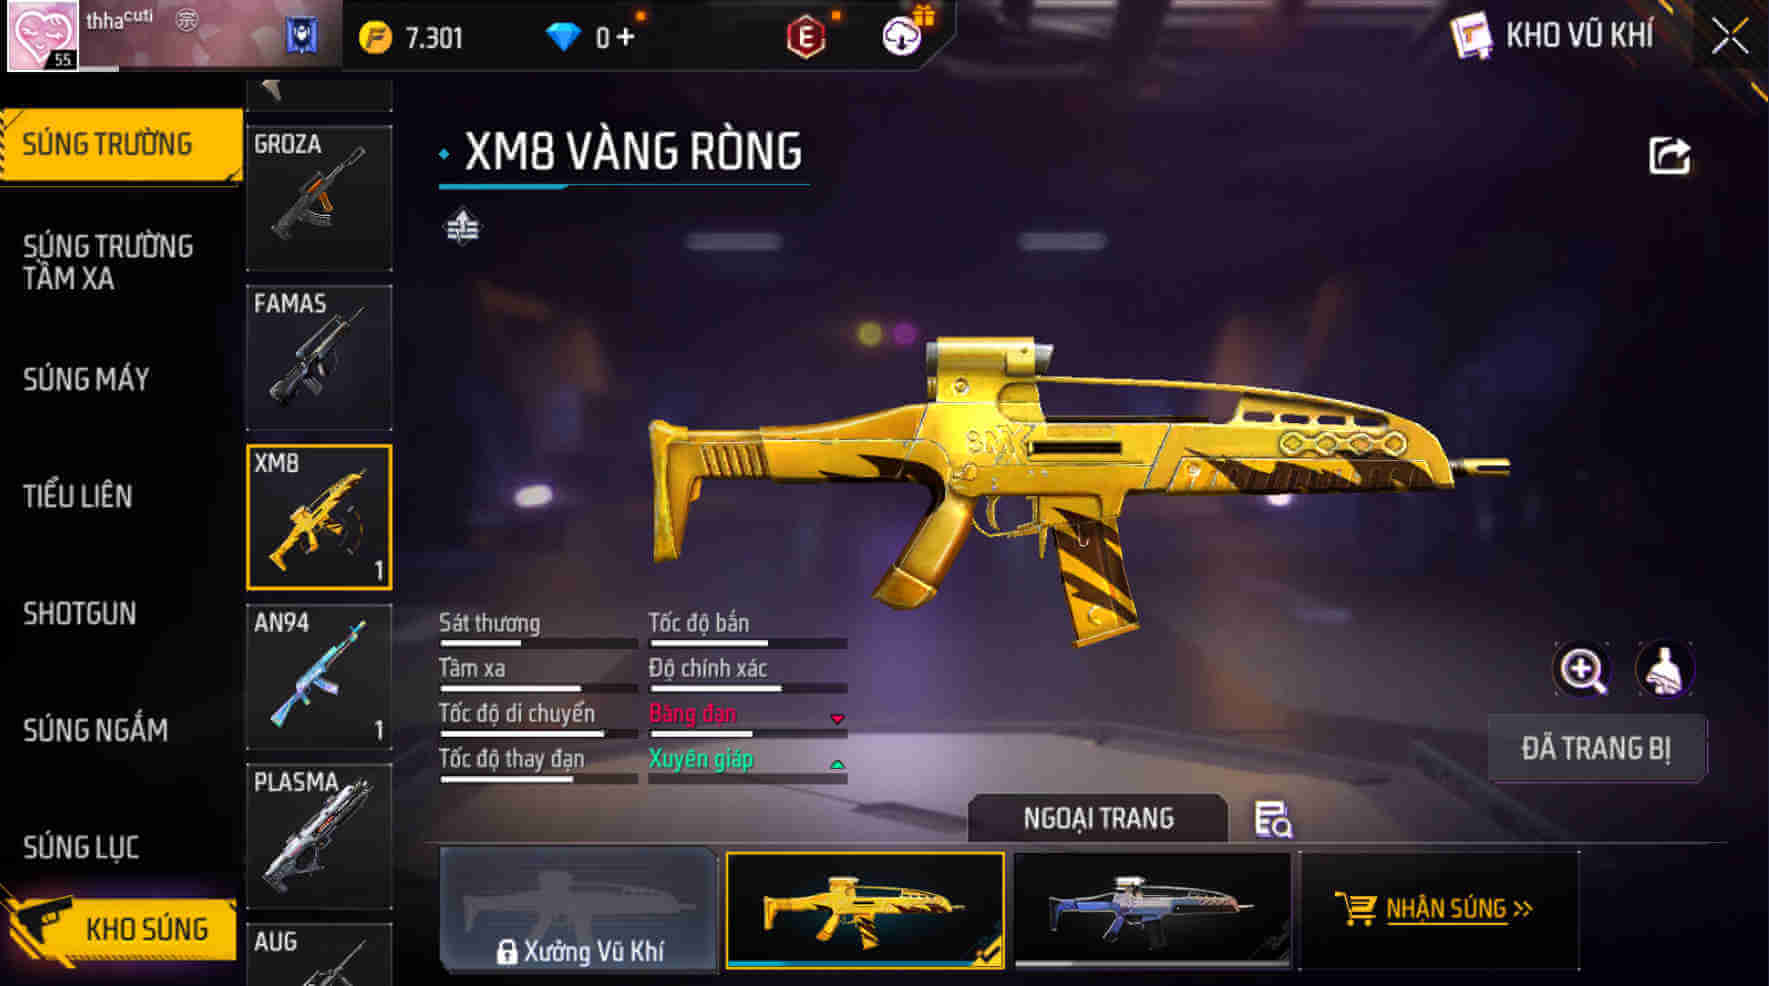 thhacuti
55
7.301
0 +
E
KHO VŨ KHÍ
SÚNG TRƯỜNG
SÚNG TRƯỜNG
TẦM XA
SÚNG MÁY
TIỂU LIÊN
SHOTGUN
SÚNG NGẮM
SÚNG LỤC
KHO SÚNG
GROZA
FAMAS
XM8
1
AN94
1
PLASMA
AUG
XM8 VÀNG RÒNG
Sát thương
Tốc độ bắn
Tầm xa
Độ chính xác
Tốc độ di chuyển
Băng đạn
Tốc độ thay đạn
Xuyên giáp
ĐÃ TRANG BỊ
NGOẠI TRANG
Xưởng Vũ Khí
NHẬN SÚNG >>